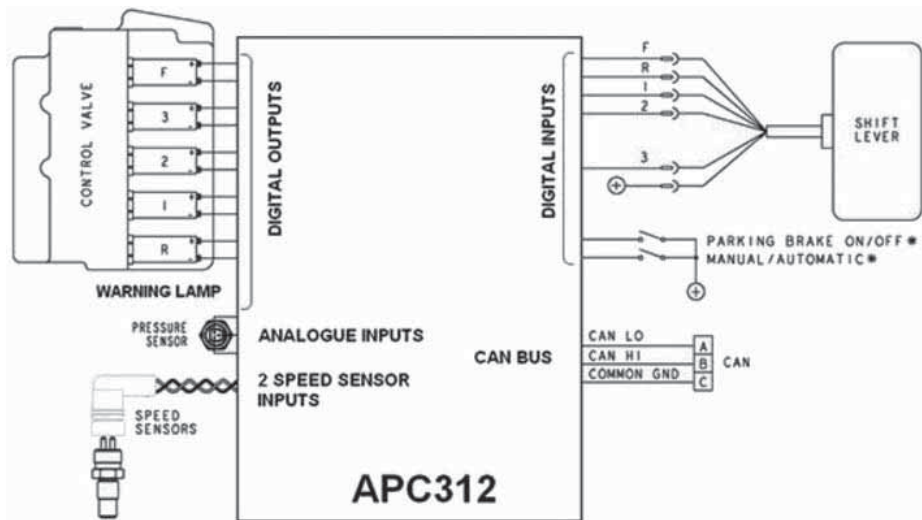 CONTROL VALVE
F
3
2
1
R
WARNING LAMP
PRESSURE
SENSOR
SPEED
SENSORS
DIGITAL OUTPUTS
ANALOGUE INPUTS
2 SPEED SENSOR
INPUTS
APC312
DIGITAL INPUTS
CAN BUS
F
R
1
2
3
SHIFT
LEVER
PARKING BRAKE ON/OFF*
MANUAL/AUTOMATIC*
CAN LO
CAN HI
COMMON GND
A
B
C
CAN